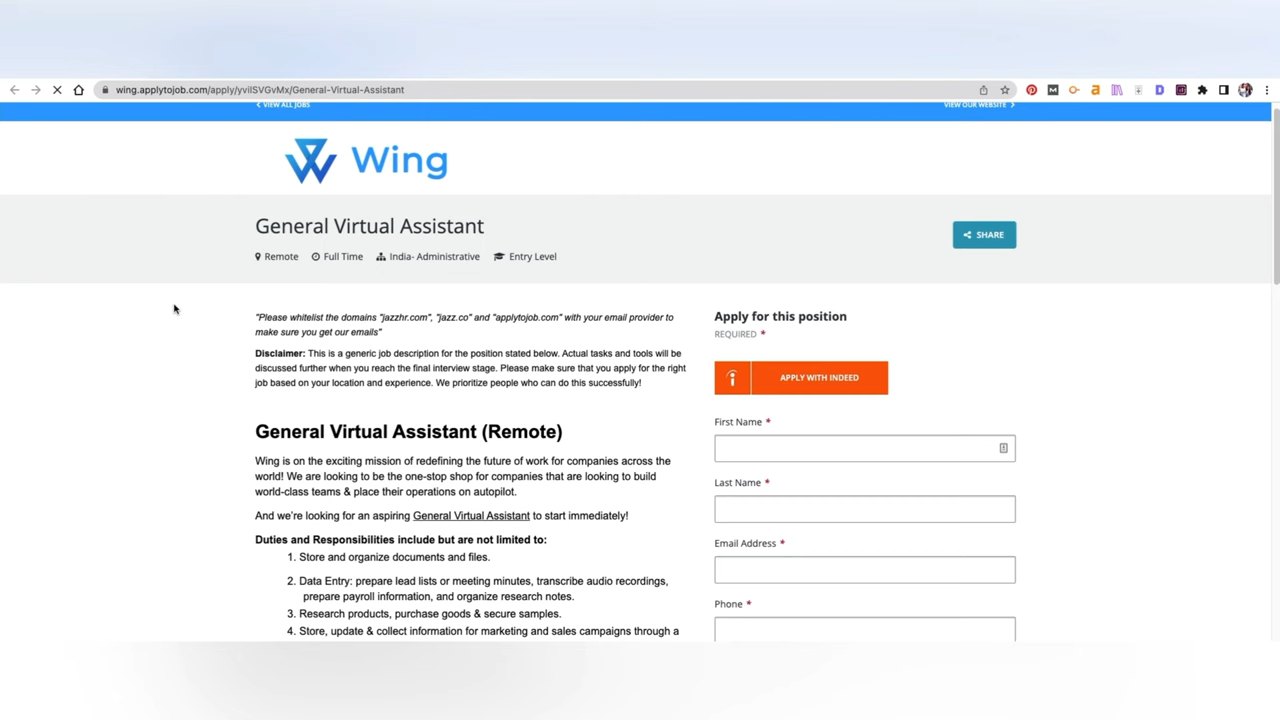 wing.applytojob.com/apply/yvilSVGvMx/General-Virtual-Assistant
VIEW ALL JOBS
VIEW OUR WEBSITE
Wing
General Virtual Assistant
Remote Full Time India- Administrative Entry Level
SHARE
"Please whitelist the domains "jazzhr.com", "jazz.co" and "applytojob.com" with your email provider to
make sure you get our emails"
Disclaimer: This is a generic job description for the position stated below. Actual tasks and tools will be
discussed further when you reach the final interview stage. Please make sure that you apply for the right
job based on your location and experience. We prioritize people who can do this successfully!
General Virtual Assistant (Remote)
Wing is on the exciting mission of redefining the future of work for companies across the
world! We are looking to be the one-stop shop for companies that are looking to build
world-class teams & place their operations on autopilot.
And we're looking for an aspiring General Virtual Assistant to start immediately!
Duties and Responsibilities include but are not limited to:
1. Store and organize documents and files.
2. Data Entry: prepare lead lists or meeting minutes, transcribe audio recordings,
prepare payroll information, and organize research notes.
3. Research products, purchase goods & secure samples.
4. Store, update & collect information for marketing and sales campaigns through a
Apply for this position
REQUIRED *
APPLY WITH INDEED
First Name *
Last Name *
Email Address *
Phone *